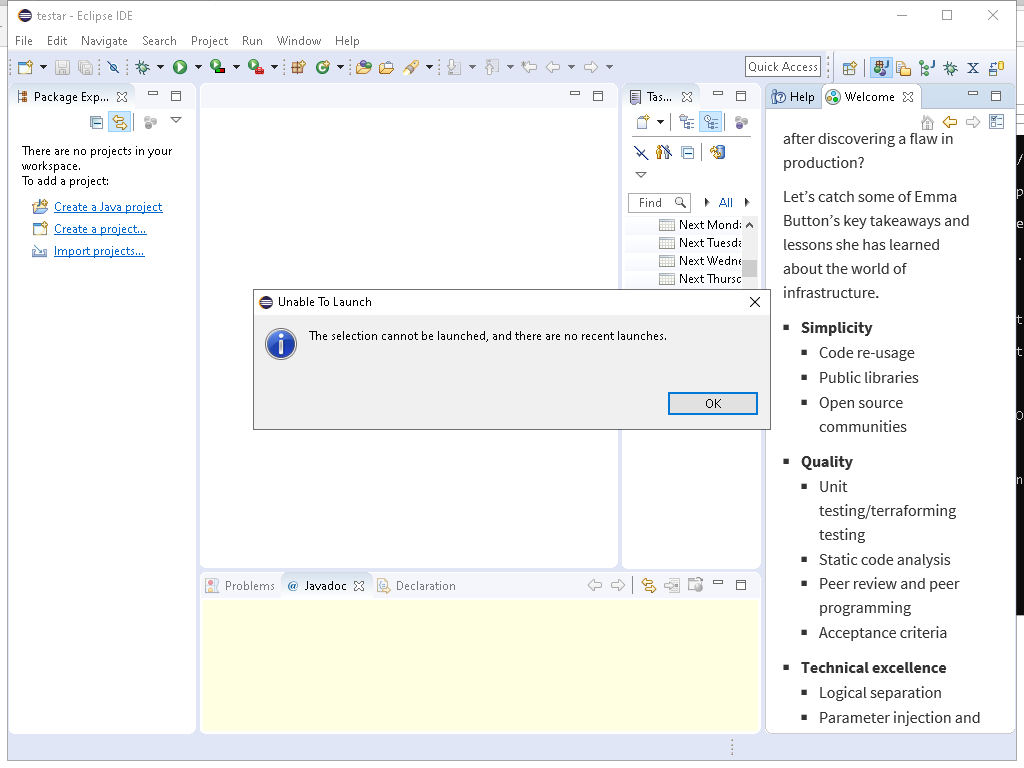 testar - Eclipse IDE
File Edit Navigate Search Project Run Window Help
Quick Access
Package Exp...
There are no projects in your
workspace.
To add a project:
Create a Java project
Create a project...
Import projects...
Tas...
Find
All
Next Mond
Next Tuesda
Next Wedne
Next Thursd
Help
Welcome
after discovering a flaw in
production?
Let's catch some of Emma
Button's key takeaways and
lessons she has learned
about the world of
infrastructure.
Simplicity
Code re-usage
Public libraries
Open source
communities
Quality
Unit
testing/terraforming
testing
Static code analysis
Peer review and peer
programming
Acceptance criteria
Technical excellence
Logical separation
Parameter injection and
Unable To Launch
The selection cannot be launched, and there are no recent launches.
OK
Problems
@ Javadoc
Declaration